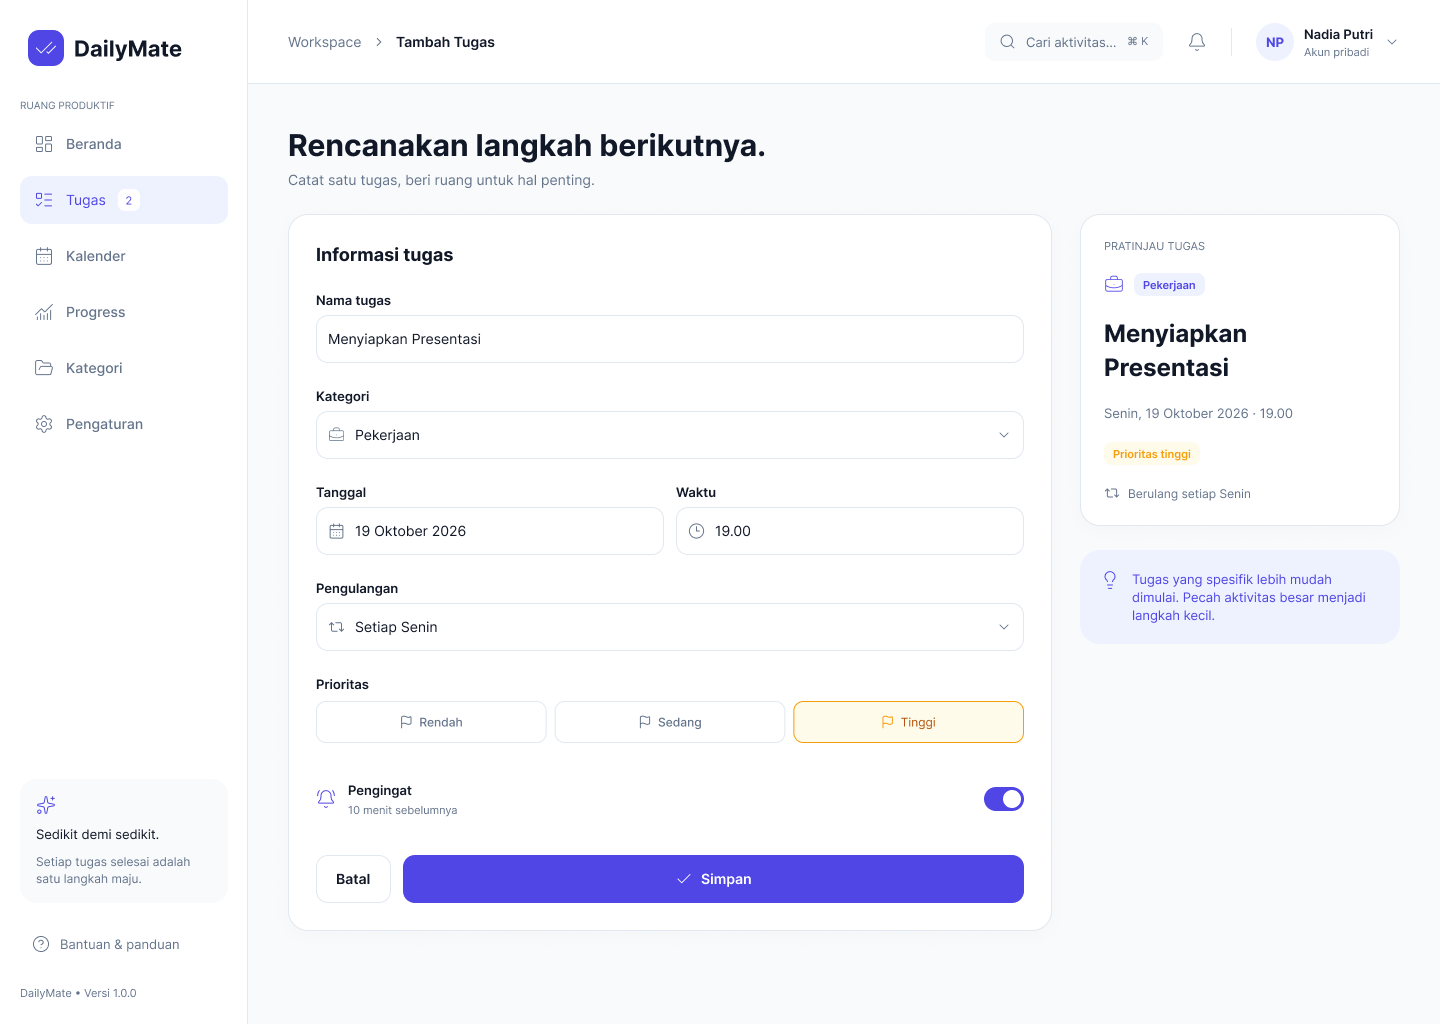 DailyMate
RUANG PRODUKTIF
Beranda
Tugas 2
Kalender
Progress
Kategori
Pengaturan
Sedikit demi sedikit.
Setiap tugas selesai adalah
satu langkah maju.
Bantuan & panduan
DailyMate • Versi 1.0.0
Workspace > Tambah Tugas
Cari aktivitas... ⌘ K
NP
Nadia Putri
Akun pribadi
Rencanakan langkah berikutnya.
Catat satu tugas, beri ruang untuk hal penting.
Informasi tugas
Nama tugas
Menyiapkan Presentasi
Kategori
Pekerjaan
Tanggal
19 Oktober 2026
Waktu
19.00
Pengulangan
Setiap Senin
Prioritas
Rendah
Sedang
Tinggi
Pengingat
10 menit sebelumnya
Batal
Simpan
PRATINJAU TUGAS
Pekerjaan
Menyiapkan
Presentasi
Senin, 19 Oktober 2026 · 19.00
Prioritas tinggi
Berulang setiap Senin
Tugas yang spesifik lebih mudah
dimulai. Pecah aktivitas besar menjadi
langkah kecil.